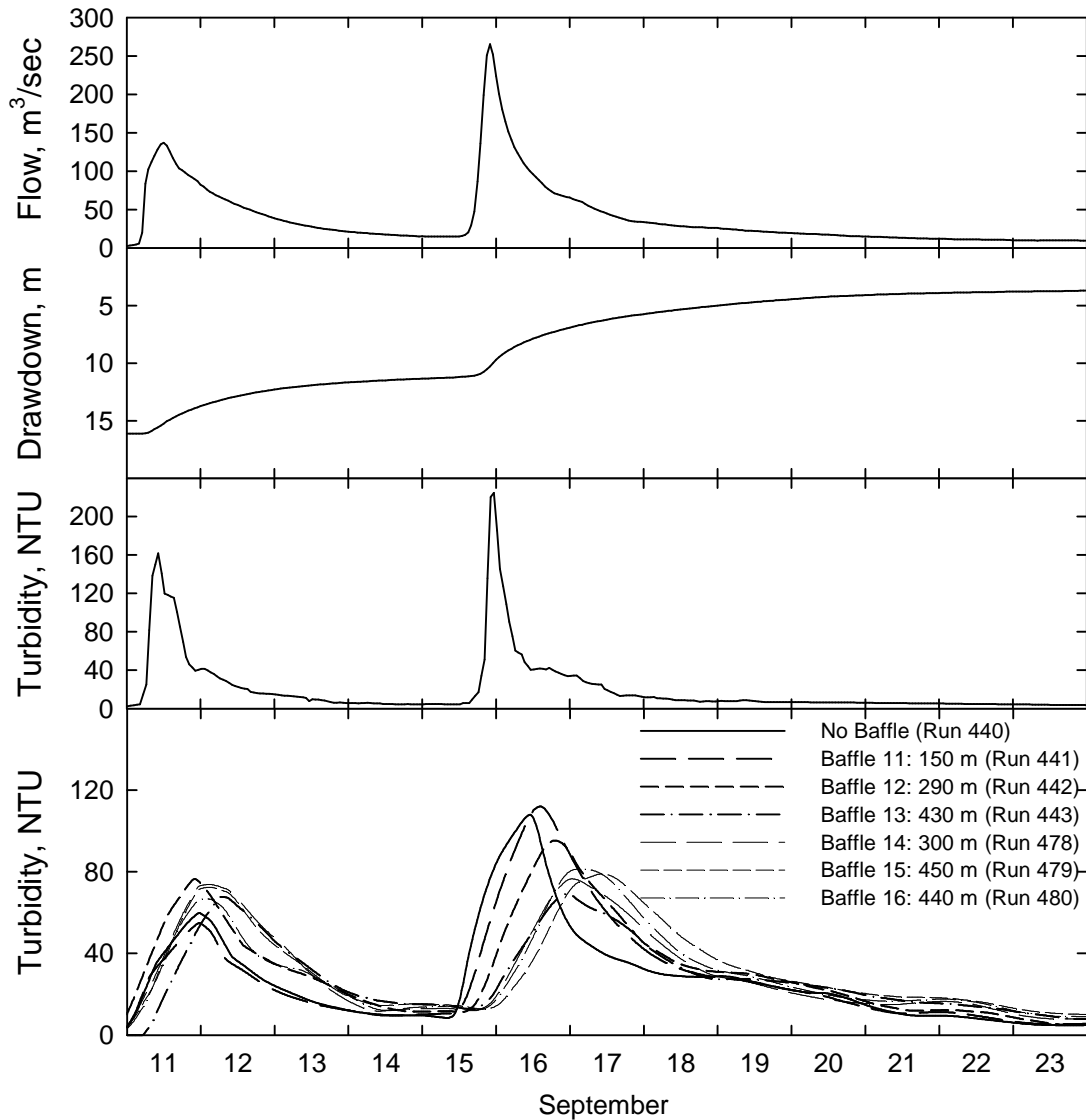 Flow, m³/sec
300
250
200
150
100
50
0
Drawdown, m
5
10
15
Turbidity, NTU
200
160
120
80
40
0
Turbidity, NTU
120
80
40
0
No Baffle (Run 440)
Baffle 11: 150 m (Run 441)
Baffle 12: 290 m (Run 442)
Baffle 13: 430 m (Run 443)
Baffle 14: 300 m (Run 478)
Baffle 15: 450 m (Run 479)
Baffle 16: 440 m (Run 480)
11 12 13 14 15 16 17 18 19 20 21 22 23
September